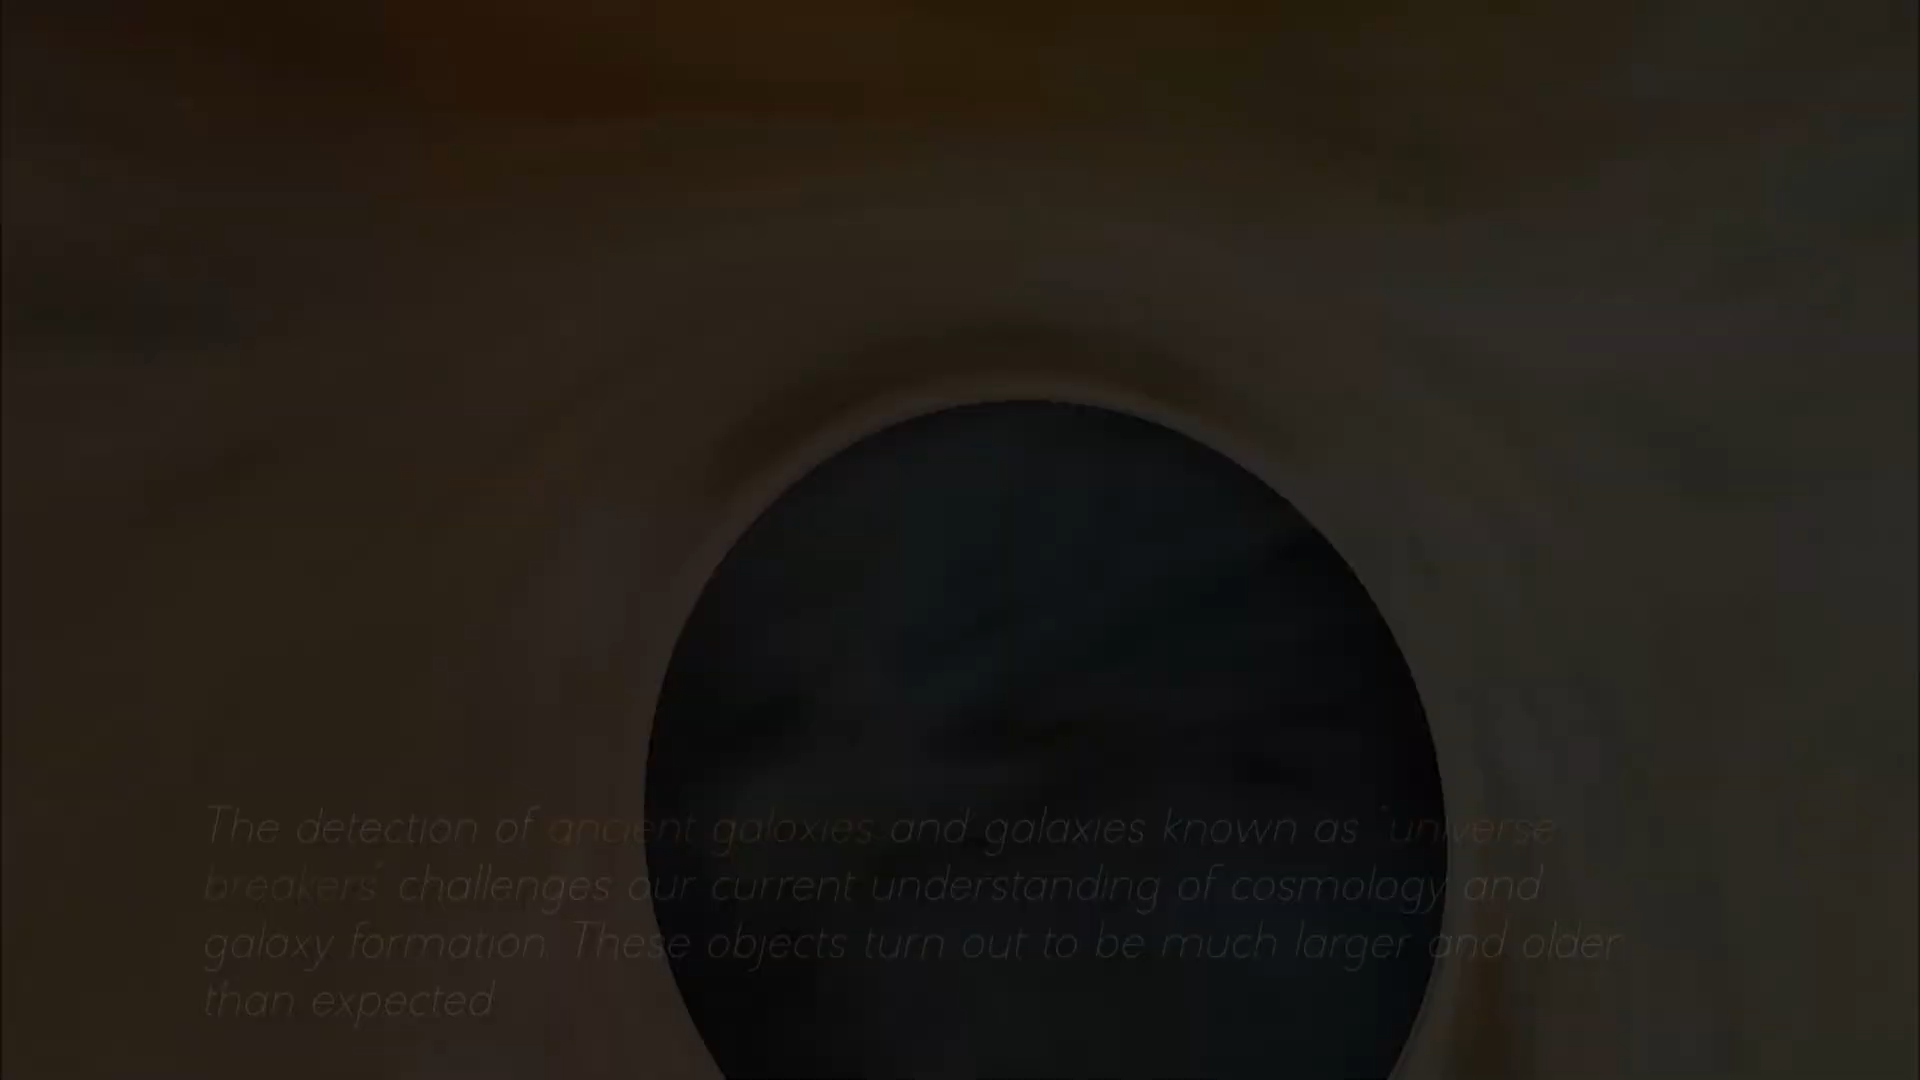 The detection of ancient galaxies and galaxies known as "universe
breakers" challenges our current understanding of cosmology and
galaxy formation. These objects turn out to be much larger and older
than expected.